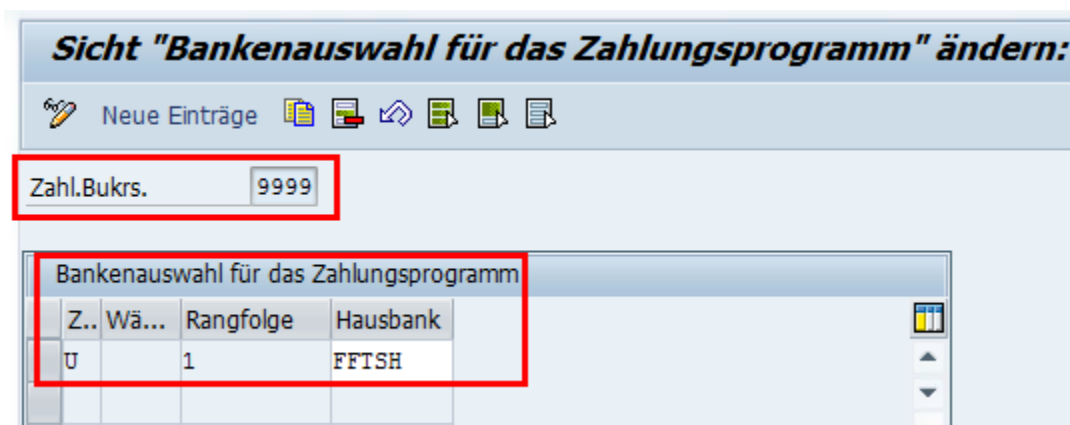 Sicht "Bankenauswahl für das Zahlungsprogramm" ändern:
Neue Einträge
Zahl.Bukrs. 9999
Bankenauswahl für das Zahlungsprogramm
Z.. Wä... Rangfolge Hausbank
U 1 FFTSH